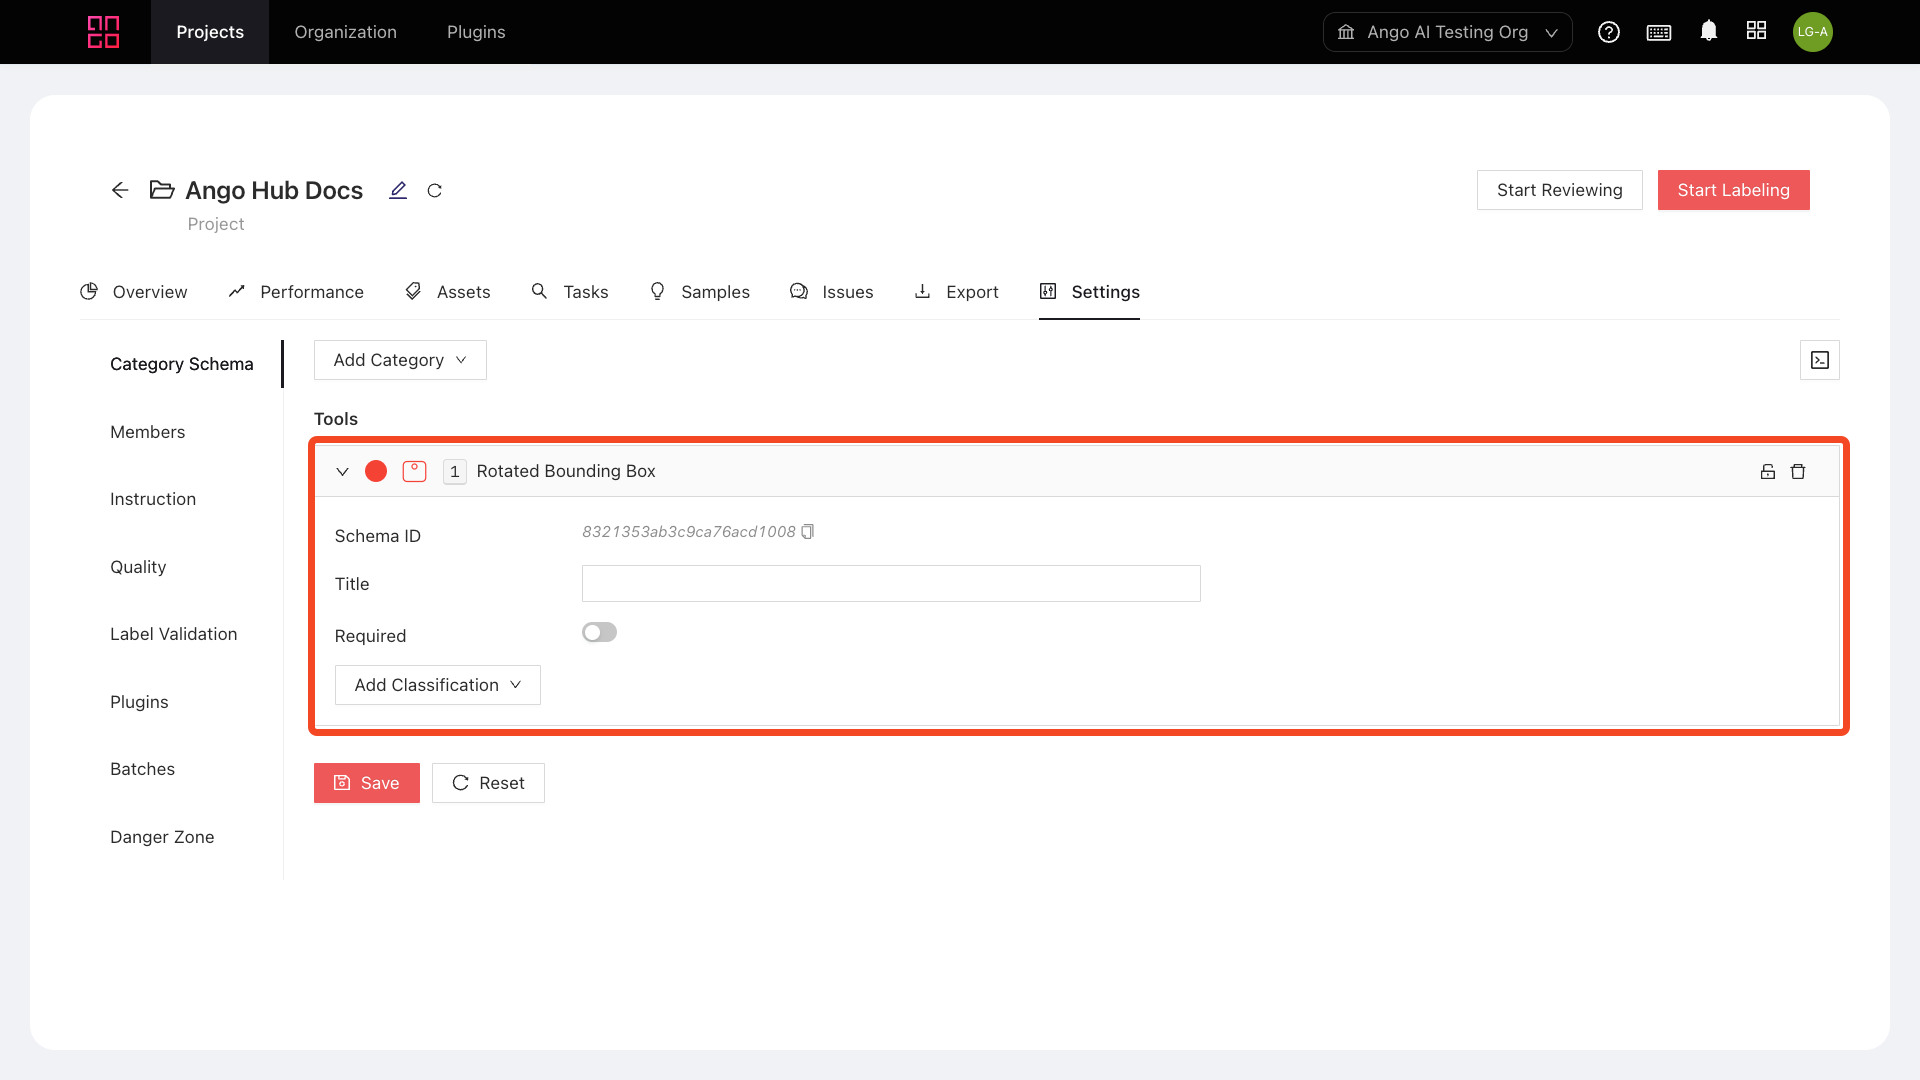 Projects
Organization
Plugins
Ango AI Testing Org
LG-A
Ango Hub Docs
Project
Start Reviewing
Start Labeling
Overview
Performance
Assets
Tasks
Samples
Issues
Export
Settings
Category Schema
Members
Instruction
Quality
Label Validation
Plugins
Batches
Danger Zone
Add Category
Tools
1 Rotated Bounding Box
Schema ID
8321353ab3c9ca76acd1008
Title
Required
Add Classification
Save
Reset